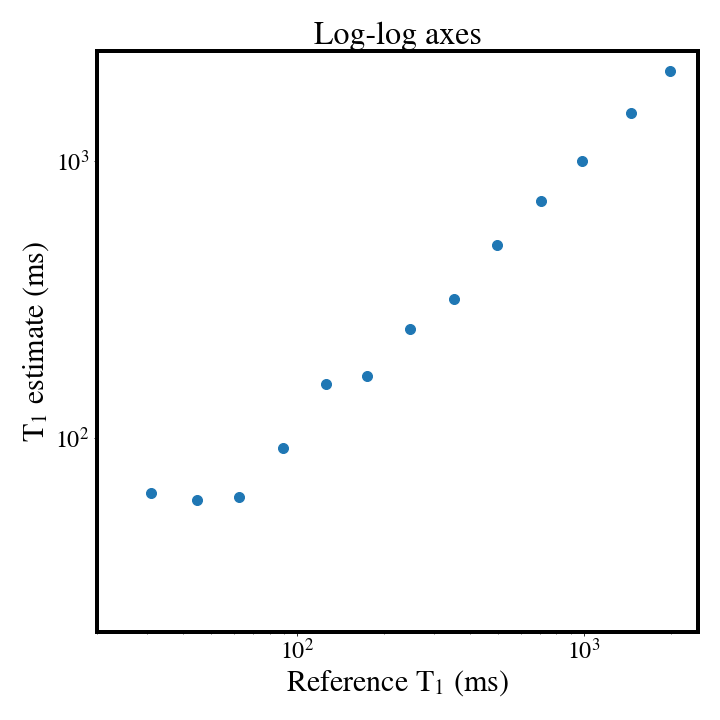 Log-log axes
T₁ estimate (ms)
10³
10²
10²
10³
Reference T₁ (ms)